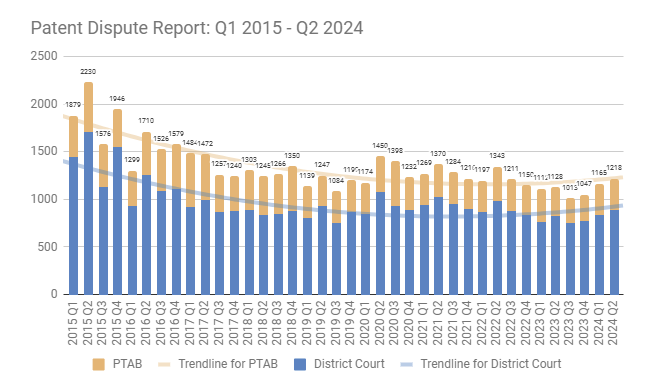 Patent Dispute Report: Q1 2015 - Q2 2024
2500
2000
1500
1000
500
0
1879
2230
1576
1946
1299
1710
1526
1579
1472
1240
1303
1266
1350
1139
1247
1084
1174
1450
1398
1232
1269
1370
1284
1197
1343
1211
1128
1013
1047
1165
1218
2015 Q1
2015 Q2
2015 Q3
2015 Q4
2016 Q1
2016 Q2
2016 Q3
2016 Q4
2017 Q1
2017 Q2
2017 Q3
2017 Q4
2018 Q1
2018 Q2
2018 Q3
2018 Q4
2019 Q1
2019 Q2
2019 Q3
2019 Q4
2020 Q1
2020 Q2
2020 Q3
2020 Q4
2021 Q1
2021 Q2
2021 Q3
2021 Q4
2022 Q1
2022 Q2
2022 Q3
2022 Q4
2023 Q1
2023 Q2
2023 Q3
2023 Q4
2024 Q1
2024 Q2
PTAB Trendline for PTAB District Court Trendline for District Court